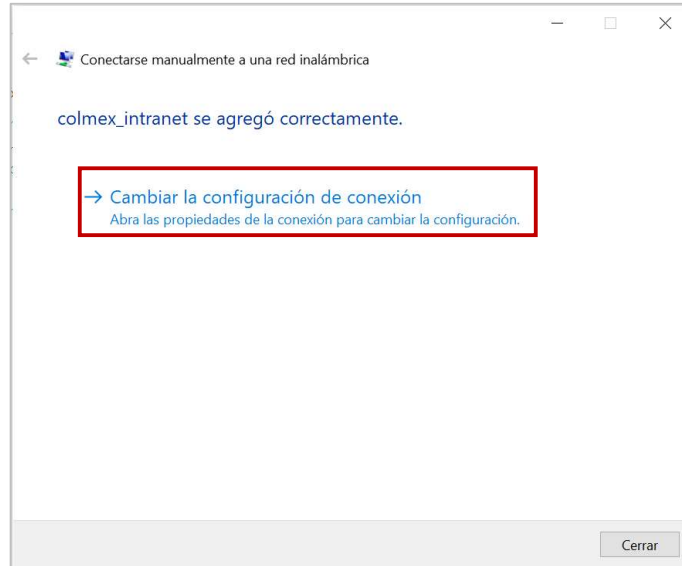 Conectarse manualmente a una red inalámbrica
colmex_intranet se agregó correctamente.
Cambiar la configuración de conexión
Abra las propiedades de la conexión para cambiar la configuración.
Cerrar